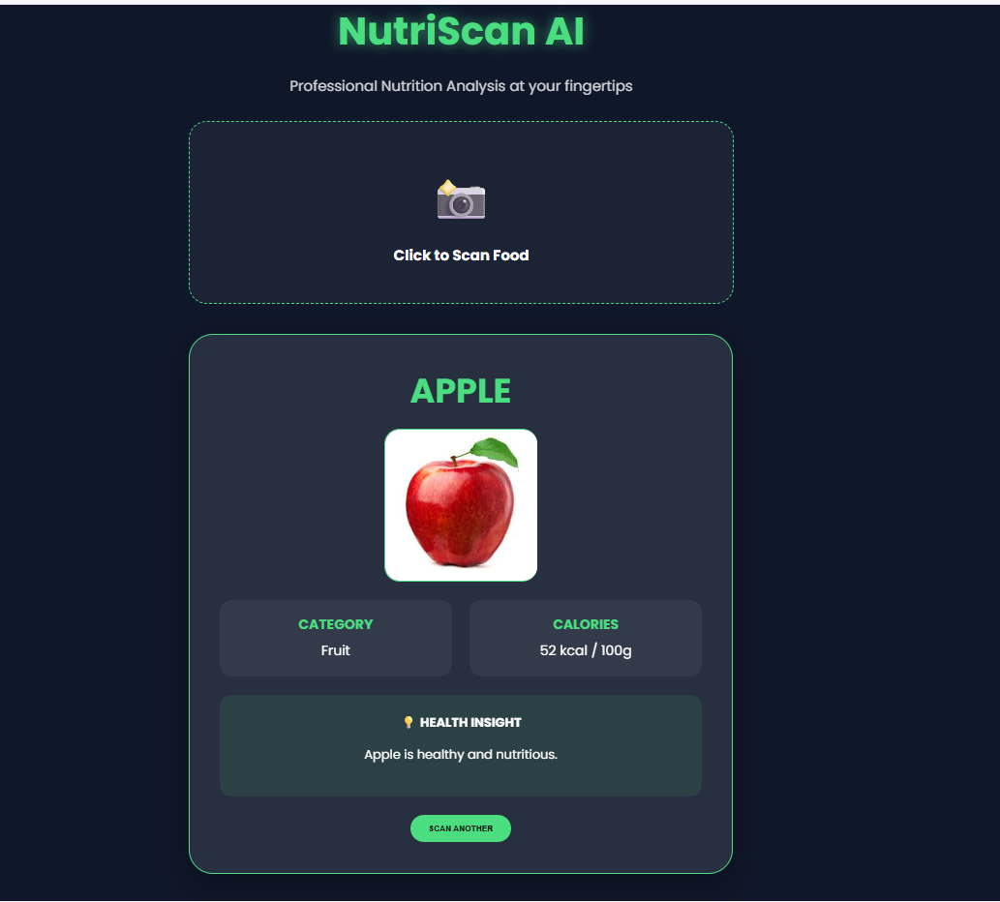 NutriScan AI
Professional Nutrition Analysis at your fingertips
Click to Scan Food
APPLE
CATEGORY
Fruit
CALORIES
52 kcal / 100g
HEALTH INSIGHT
Apple is healthy and nutritious.
SCAN ANOTHER